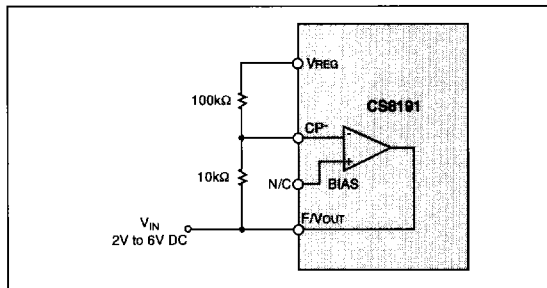 VREG
100kΩ
CS8191
CP-
-
10kΩ
+
N/C
BIAS
F/VOUT
VIN
2V to 6V DC